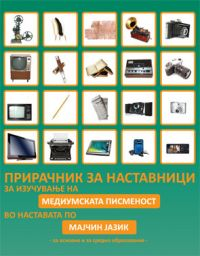 ПРИРАЧНИК ЗА НАСТАВНИЦИ
ЗА ИЗУЧУВАЊЕ НА
МЕДИУМСКАТА ПИСМЕНОСТ
ВО НАСТАВАТА ПО
МАЈЧИН ЈАЗИК
- за основно и за средно образование -